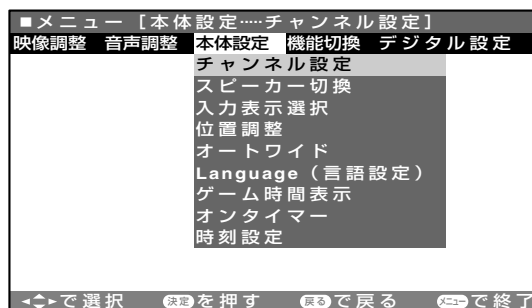 ■メニュー [本体設定……チャンネル設定]
映像調整 音声調整 本体設定 機能切換 デジタル設定
チャンネル設定
スピーカー切換
入力表示選択
位置調整
オートワイド
Language(言語設定)
ゲーム時間表示
オンタイマー
時刻設定
で選択 決定を押す 戻るで戻る メニューで終了